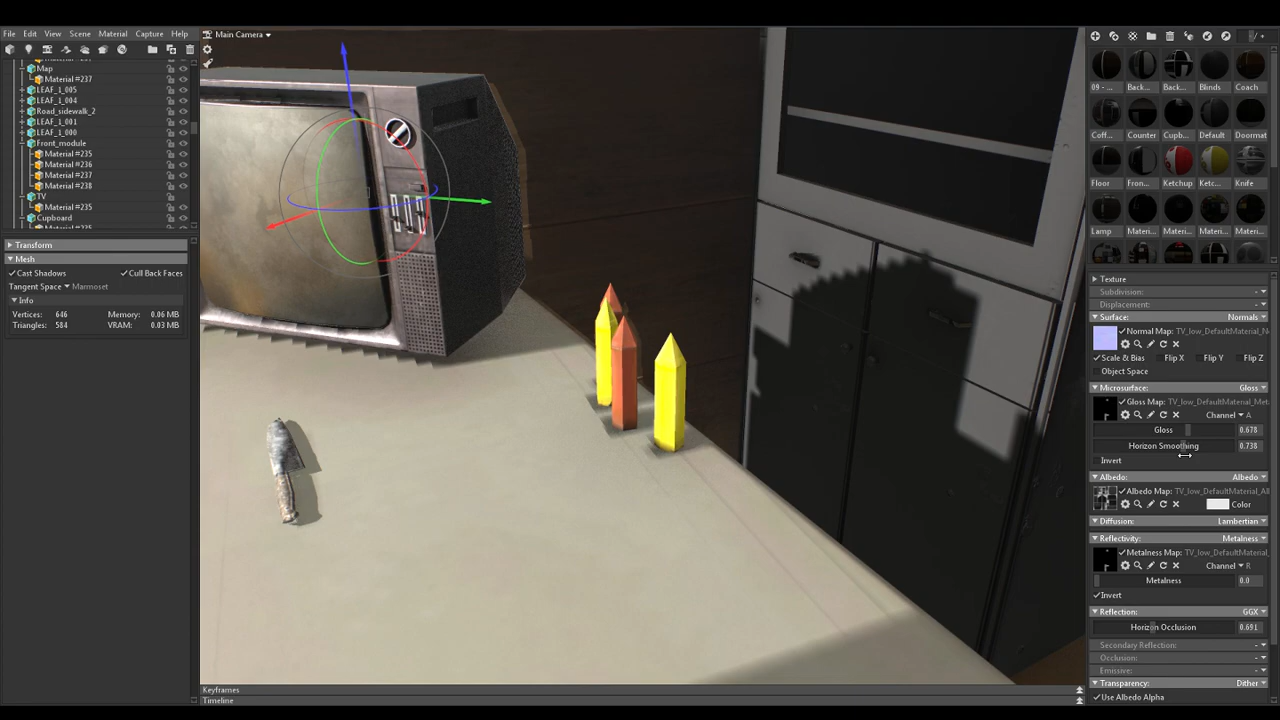 File Edit View Scene Material Capture Help
Main Camera
Map
Material #237
LEAF_1_005
LEAF_1_004
Road_sidewalk_2
LEAF_1_001
LEAF_1_000
Front_module
Material #235
Material #236
Material #237
Material #238
TV
Material #235
Cupboard
Transform
Mesh
Cast Shadows Cull Back Faces
Tangent Space Marmoset
Info
Vertices: 646 Memory: 0.06 MB
Triangles: 584 VRAM: 0.03 MB
Keyframes
Timeline
09 - ... Back... Back... Blinds Coach
Coff... Counter Cupb... Default Doormat
Floor Fron... Ketchup Ketc... Knife
Lamp Materi... Materi... Materi... Materi...
Texture
Subdivision: -
Displacement: -
Surface: Normals
Normal Map: TV_low_DefaultMaterial_N
Scale & Bias Flip X Flip Y Flip Z
Object Space
Microsurface: Gloss
Gloss Map: TV_low_DefaultMaterial_Met
Channel A
Gloss 0.678
Horizon Smoothing 0.738
Invert
Albedo: Albedo
Albedo Map: TV_low_DefaultMaterial_Al
Color
Diffusion: Lambertian
Reflectivity: Metalness
Metalness Map: TV_low_DefaultMaterial_
Channel R
Metalness 0.0
Invert
Reflection: GGX
Horizon Occlusion 0.691
Secondary Reflection: -
Occlusion: -
Emissive: -
Transparency: Dither
Use Albedo Alpha